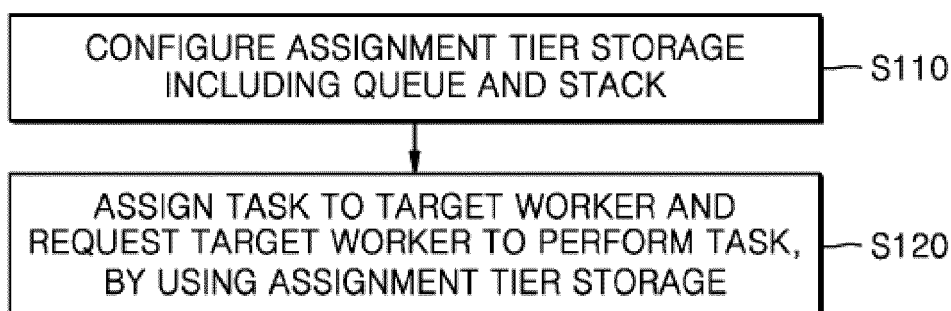 CONFIGURE ASSIGNMENT TIER STORAGE
INCLUDING QUEUE AND STACK
S110
ASSIGN TASK TO TARGET WORKER AND
REQUEST TARGET WORKER TO PERFORM TASK,
BY USING ASSIGNMENT TIER STORAGE
S120